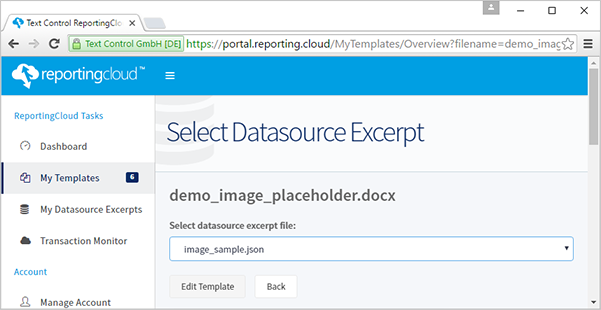 Text Control ReportingCloud
Text Control GmbH [DE] https://portal.reporting.cloud/MyTemplates/Overview?filename=demo_imag
reportingcloud™
ReportingCloud Tasks
Dashboard
My Templates 6
My Datasource Excerpts
Transaction Monitor
Account
Manage Account
Select Datasource Excerpt
demo_image_placeholder.docx
Select datasource excerpt file:
image_sample.json
Edit Template Back